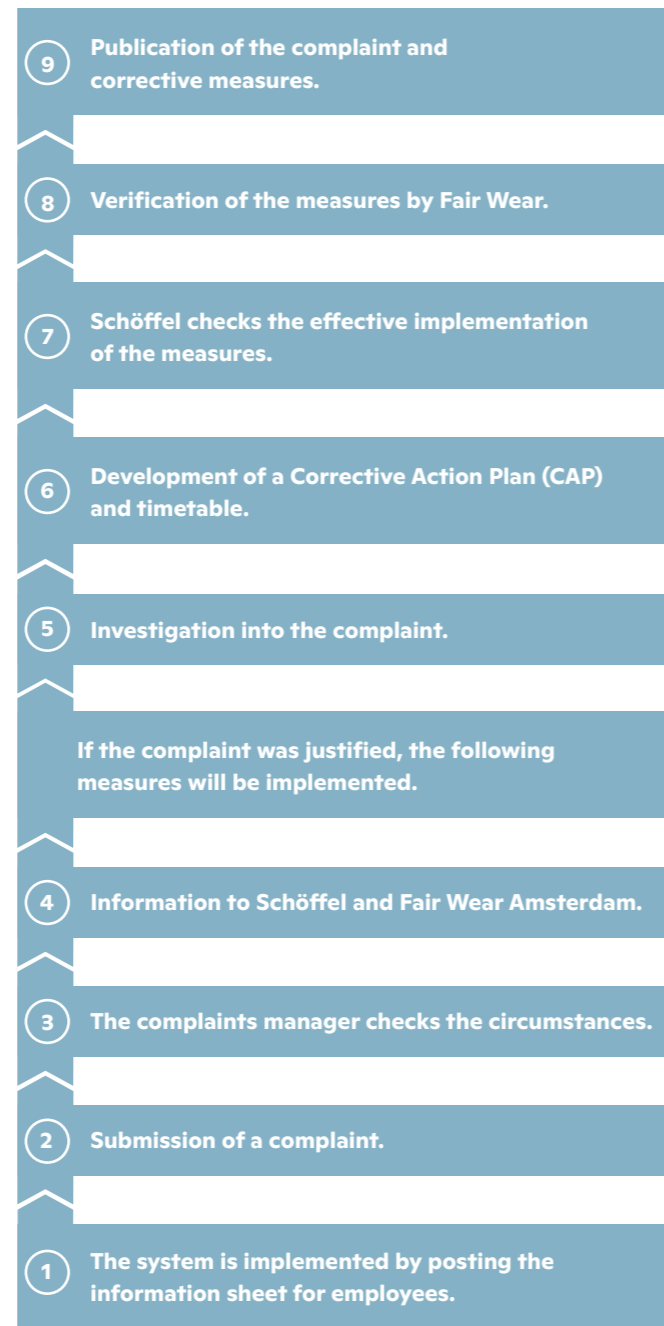 9
Publication of the complaint and
corrective measures.
8
Verification of the measures by Fair Wear.
7
Schöffel checks the effective implementation
of the measures.
6
Development of a Corrective Action Plan (CAP)
and timetable.
5
Investigation into the complaint.
If the complaint was justified, the following
measures will be implemented.
4
Information to Schöffel and Fair Wear Amsterdam.
3
The complaints manager checks the circumstances.
2
Submission of a complaint.
1
The system is implemented by posting the
information sheet for employees.